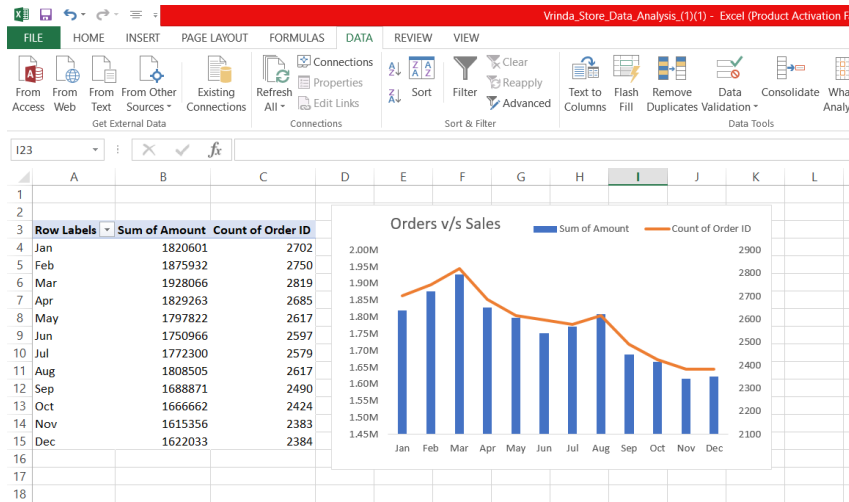 Vrinda_Store_Data_Analysis_(1)(1) - Excel (Product Activation F
FILE HOME INSERT PAGE LAYOUT FORMULAS DATA REVIEW VIEW
From Access From Web From Text From Other Sources Existing Connections Refresh All Connections Properties Edit Links Sort Filter Clear Reapply Advanced Text to Columns Flash Fill Remove Duplicates Data Validation Consolidate Wha Analy
Get External Data Connections Sort & Filter Data Tools
I23 fx
A B C D E F G H I J K L
1
2
3 Row Labels Sum of Amount Count of Order ID
4 Jan 1820601 2702
5 Feb 1875932 2750
6 Mar 1928066 2819
7 Apr 1829263 2685
8 May 1797822 2617
9 Jun 1750966 2597
10 Jul 1772300 2579
11 Aug 1808505 2617
12 Sep 1688871 2490
13 Oct 1666662 2424
14 Nov 1615356 2383
15 Dec 1622033 2384
16
17
18
Orders v/s Sales Sum of Amount Count of Order ID
2.00M 2900
1.95M
1.90M 2800
1.85M 2700
1.80M 2600
1.75M
1.70M 2500
1.65M 2400
1.60M 2300
1.55M
1.50M 2200
1.45M 2100
Jan Feb Mar Apr May Jun Jul Aug Sep Oct Nov Dec